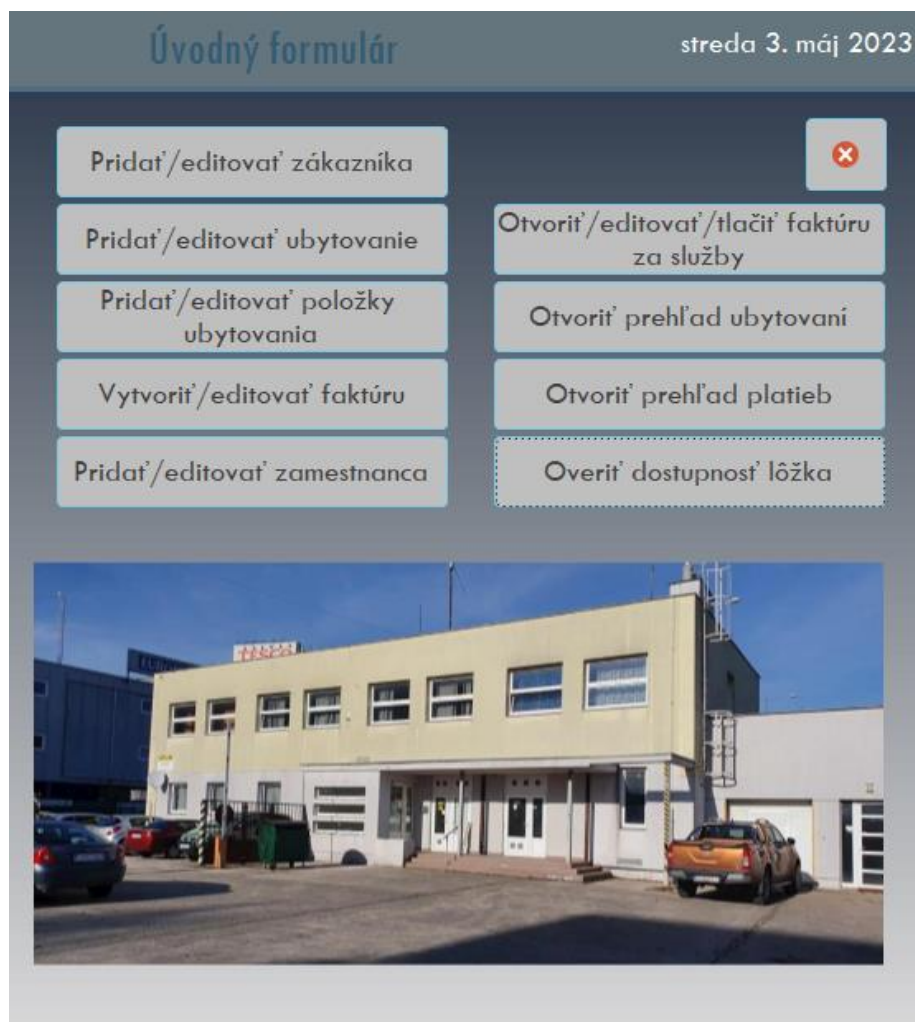 Úvodný formulár
streda 3. máj 2023
Pridať/editovať zákazníka
Pridať/editovať ubytovanie
Pridať/editovať položky
ubytovania
Vytvoriť/editovať faktúru
Pridať/editovať zamestnanca
Otvoriť/editovať/tlačiť faktúru
za služby
Otvoriť prehľad ubytovaní
Otvoriť prehľad platieb
Overiť dostupnosť lôžka
TESCO